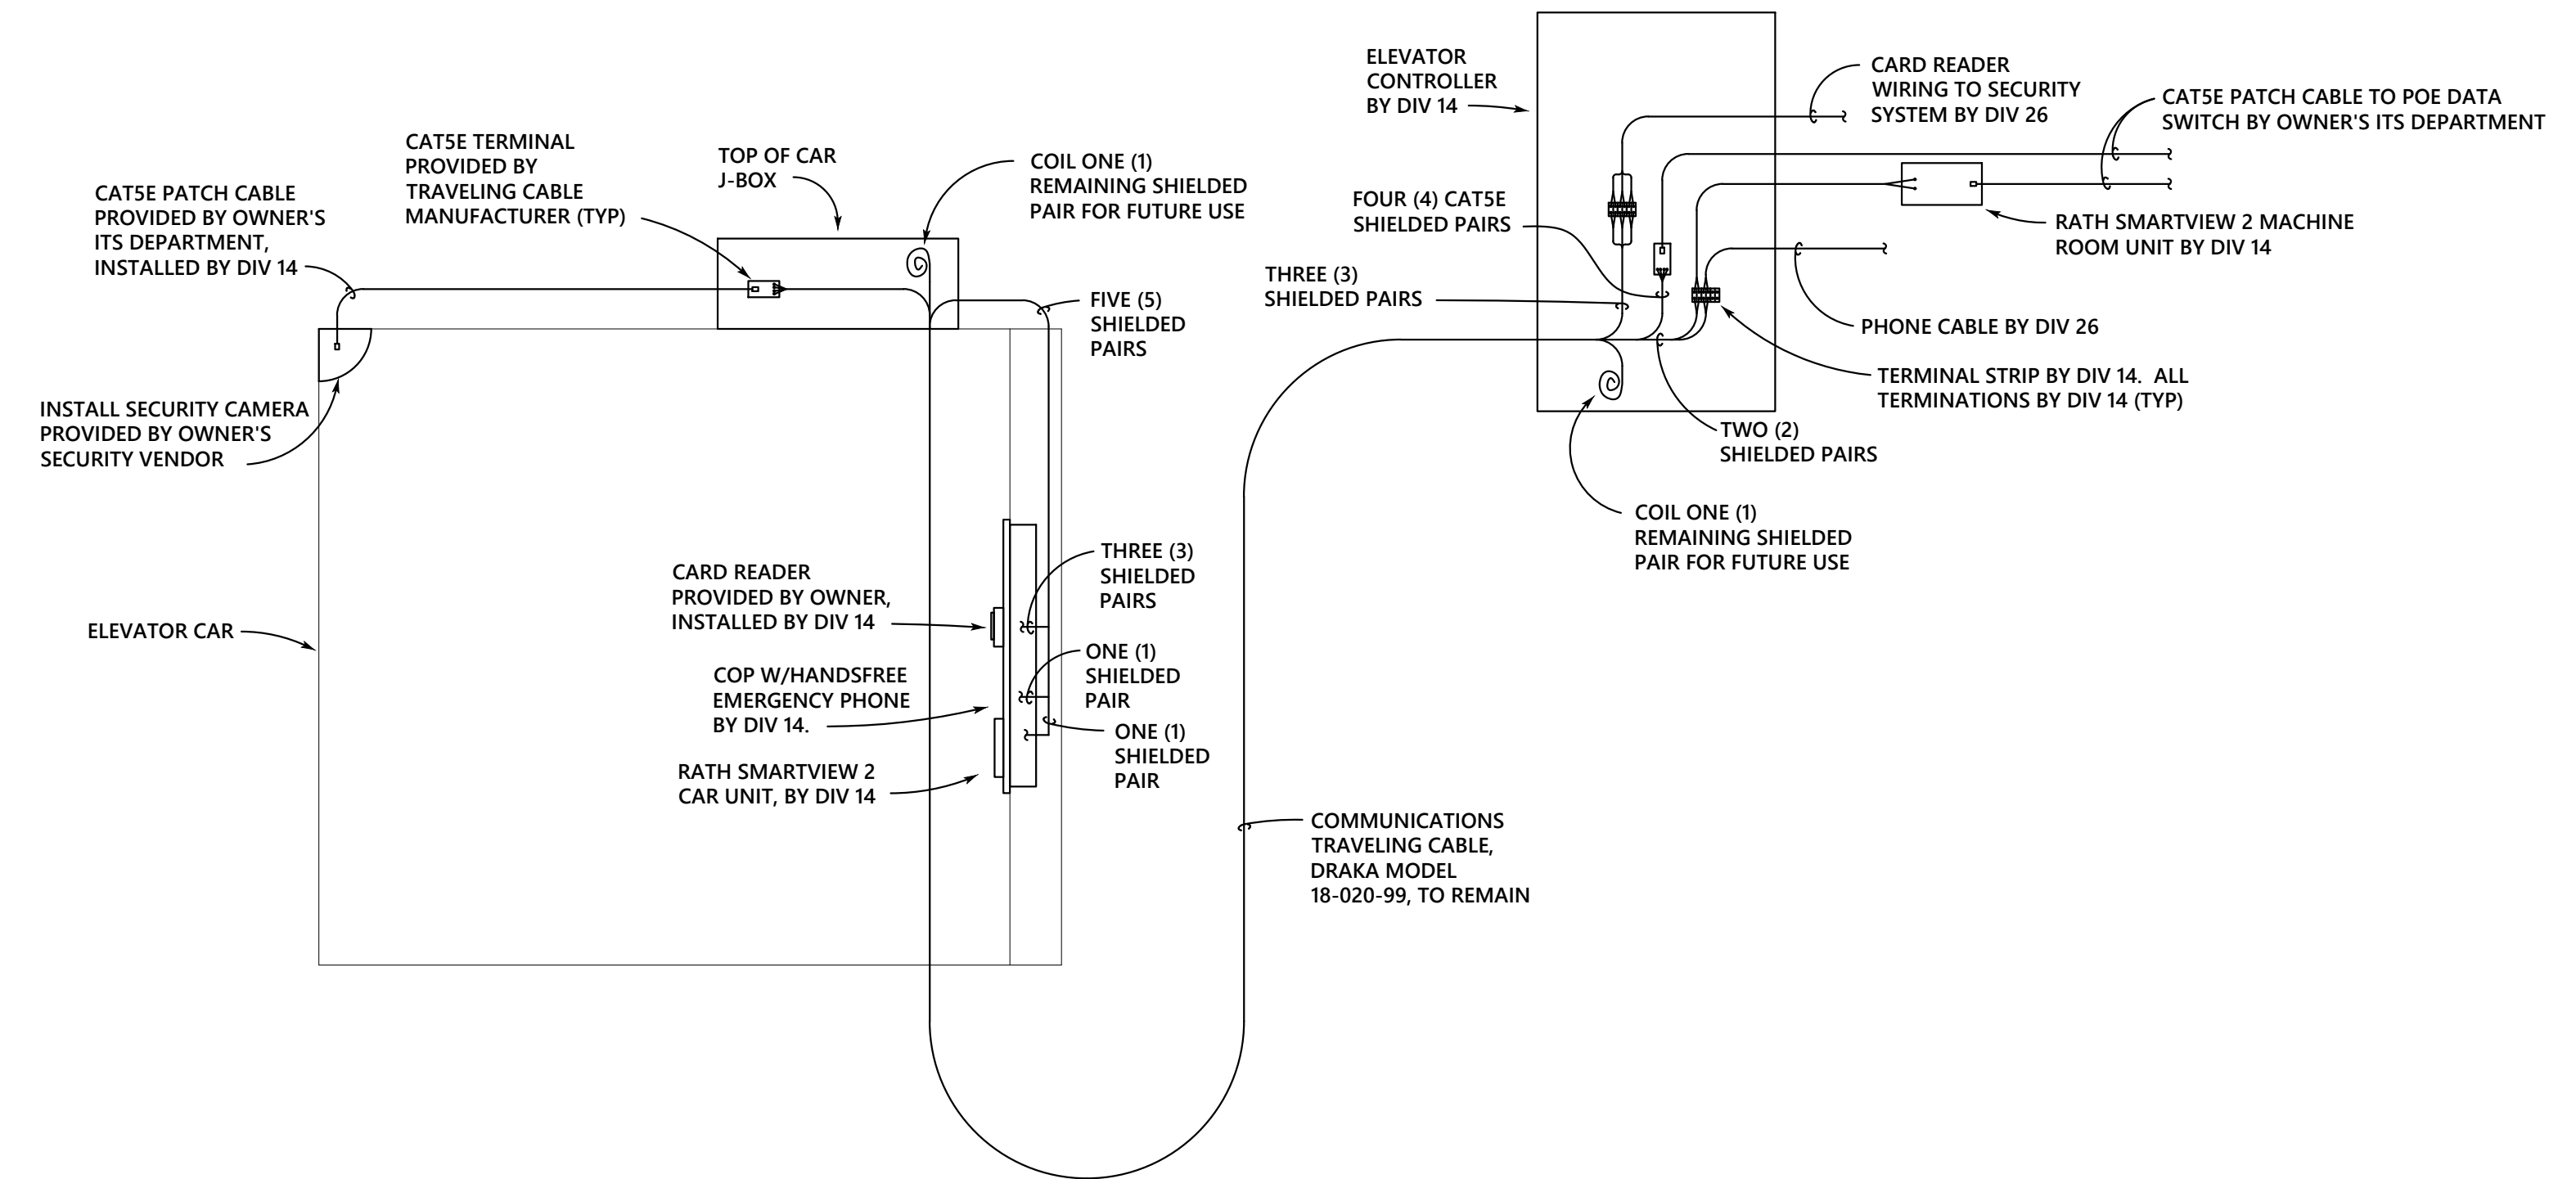 CAT5E PATCH CABLE
PROVIDED BY OWNER'S
ITS DEPARTMENT,
INSTALLED BY DIV 14
CAT5E TERMINAL
PROVIDED BY
TRAVELING CABLE
MANUFACTURER (TYP)
TOP OF CAR
J-BOX
COIL ONE (1)
REMAINING SHIELDED
PAIR FOR FUTURE USE
FIVE (5)
SHIELDED
PAIRS
INSTALL SECURITY CAMERA
PROVIDED BY OWNER'S
SECURITY VENDOR
ELEVATOR CAR
CARD READER
PROVIDED BY OWNER,
INSTALLED BY DIV 14
COP W/HANDSFREE
EMERGENCY PHONE
BY DIV 14.
RATH SMARTVIEW 2
CAR UNIT, BY DIV 14
THREE (3)
SHIELDED
PAIRS
ONE (1)
SHIELDED
PAIR
ONE (1)
SHIELDED
PAIR
COMMUNICATIONS
TRAVELING CABLE,
DRAKA MODEL
18-020-99, TO REMAIN
ELEVATOR
CONTROLLER
BY DIV 14
FOUR (4) CAT5E
SHIELDED PAIRS
THREE (3)
SHIELDED PAIRS
CARD READER
WIRING TO SECURITY
SYSTEM BY DIV 26
CAT5E PATCH CABLE TO POE DATA
SWITCH BY OWNER'S ITS DEPARTMENT
RATH SMARTVIEW 2 MACHINE
ROOM UNIT BY DIV 14
PHONE CABLE BY DIV 26
TERMINAL STRIP BY DIV 14. ALL
TERMINATIONS BY DIV 14 (TYP)
TWO (2)
SHIELDED PAIRS
COIL ONE (1)
REMAINING SHIELDED
PAIR FOR FUTURE USE